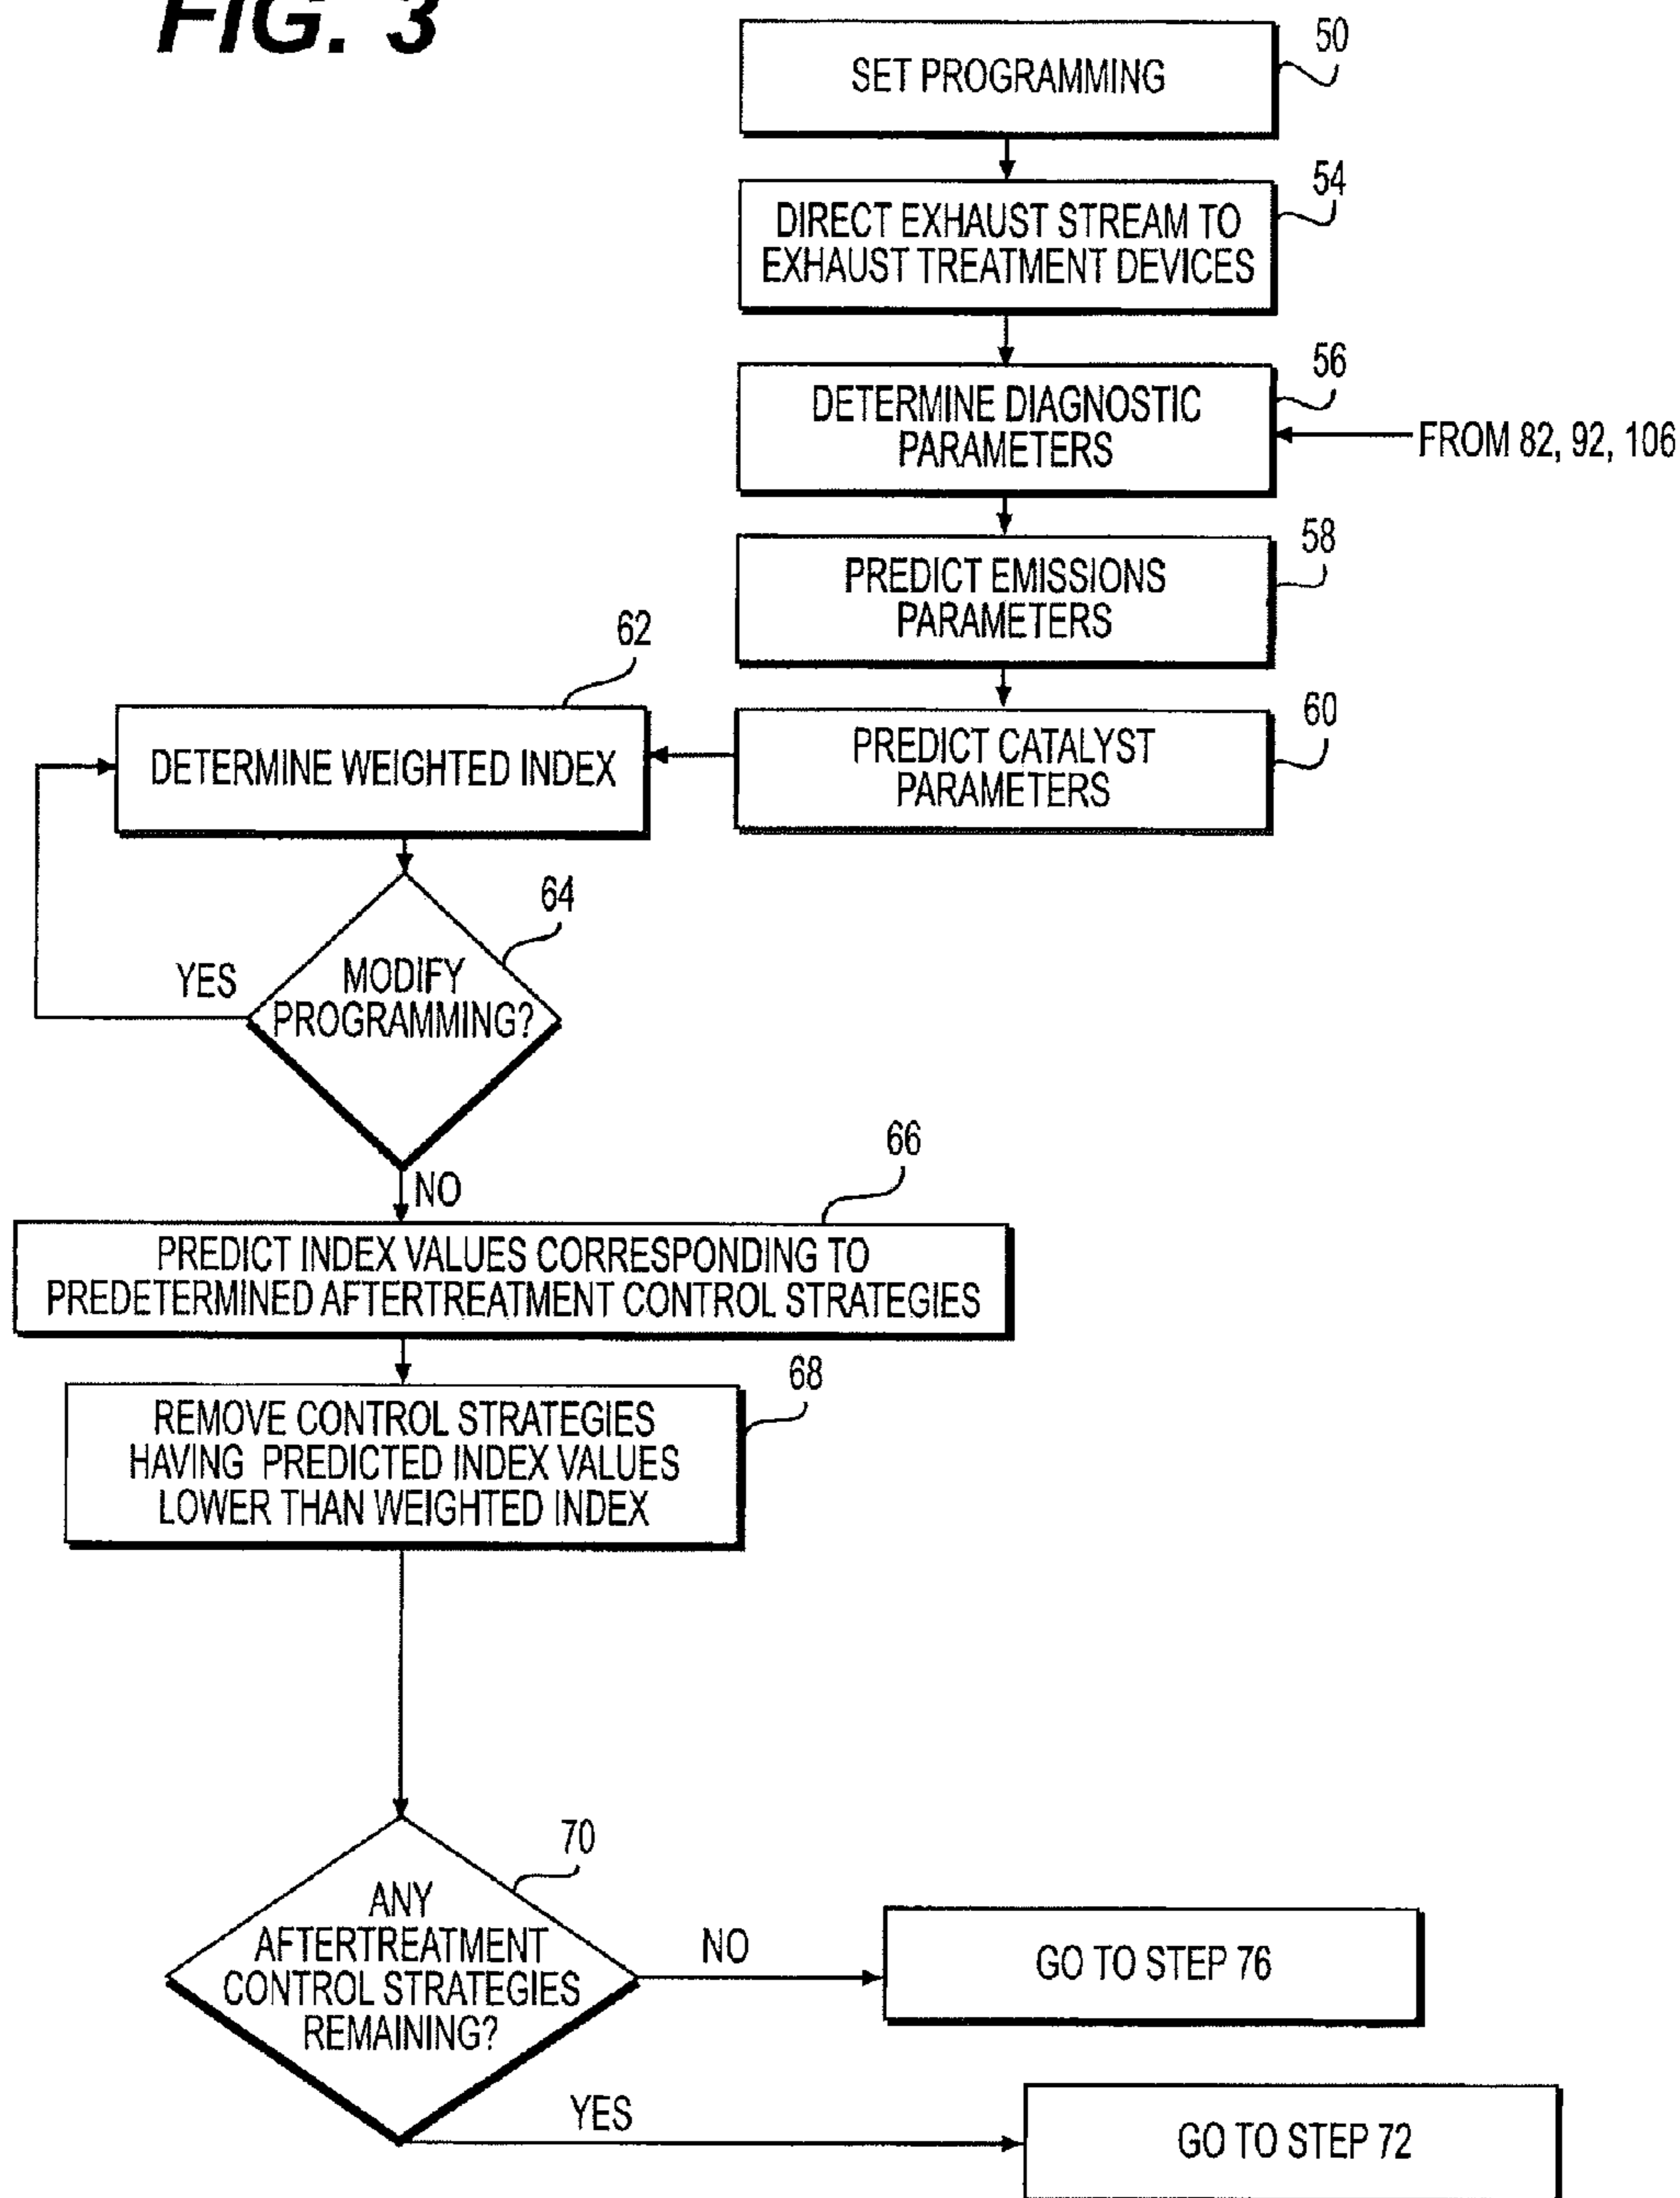 FIG. 3
50
SET PROGRAMMING
54
DIRECT EXHAUST STREAM TO
EXHAUST TREATMENT DEVICES
56
DETERMINE DIAGNOSTIC
PARAMETERS
FROM 82, 92, 106
58
PREDICT EMISSIONS
PARAMETERS
60
PREDICT CATALYST
PARAMETERS
62
DETERMINE WEIGHTED INDEX
64
MODIFY
PROGRAMMING?
YES
NO
66
PREDICT INDEX VALUES CORRESPONDING TO
PREDETERMINED AFTERTREATMENT CONTROL STRATEGIES
68
REMOVE CONTROL STRATEGIES
HAVING PREDICTED INDEX VALUES
LOWER THAN WEIGHTED INDEX
70
ANY
AFTERTREATMENT
CONTROL STRATEGIES
REMAINING?
NO
GO TO STEP 76
YES
GO TO STEP 72